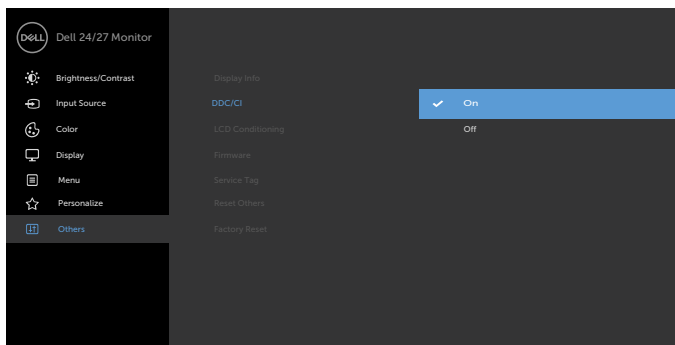 DELL
Dell 24/27 Monitor
Brightness/Contrast
Input Source
Color
Display
Menu
Personalize
Others
Display Info
DDC/CI
LCD Conditioning
Firmware
Service Tag
Reset Others
Factory Reset
On
Off